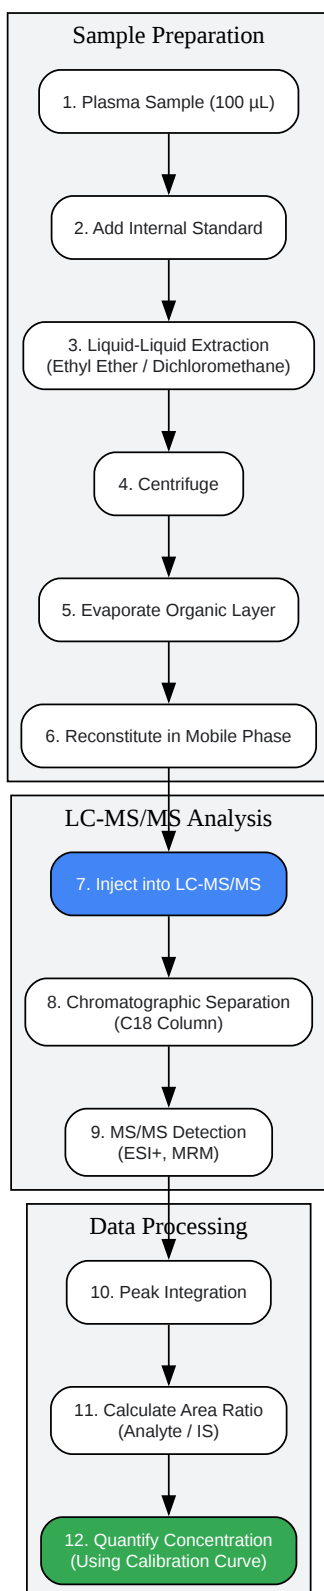 Sample Preparation
1. Plasma Sample (100 µL)
2. Add Internal Standard
3. Liquid-Liquid Extraction
(Ethyl Ether / Dichloromethane)
4. Centrifuge
5. Evaporate Organic Layer
6. Reconstitute in Mobile Phase
LC-MS/MS Analysis
7. Inject into LC-MS/MS
8. Chromatographic Separation
(C18 Column)
9. MS/MS Detection
(ESI+, MRM)
Data Processing
10. Peak Integration
11. Calculate Area Ratio
(Analyte / IS)
12. Quantify Concentration
(Using Calibration Curve)